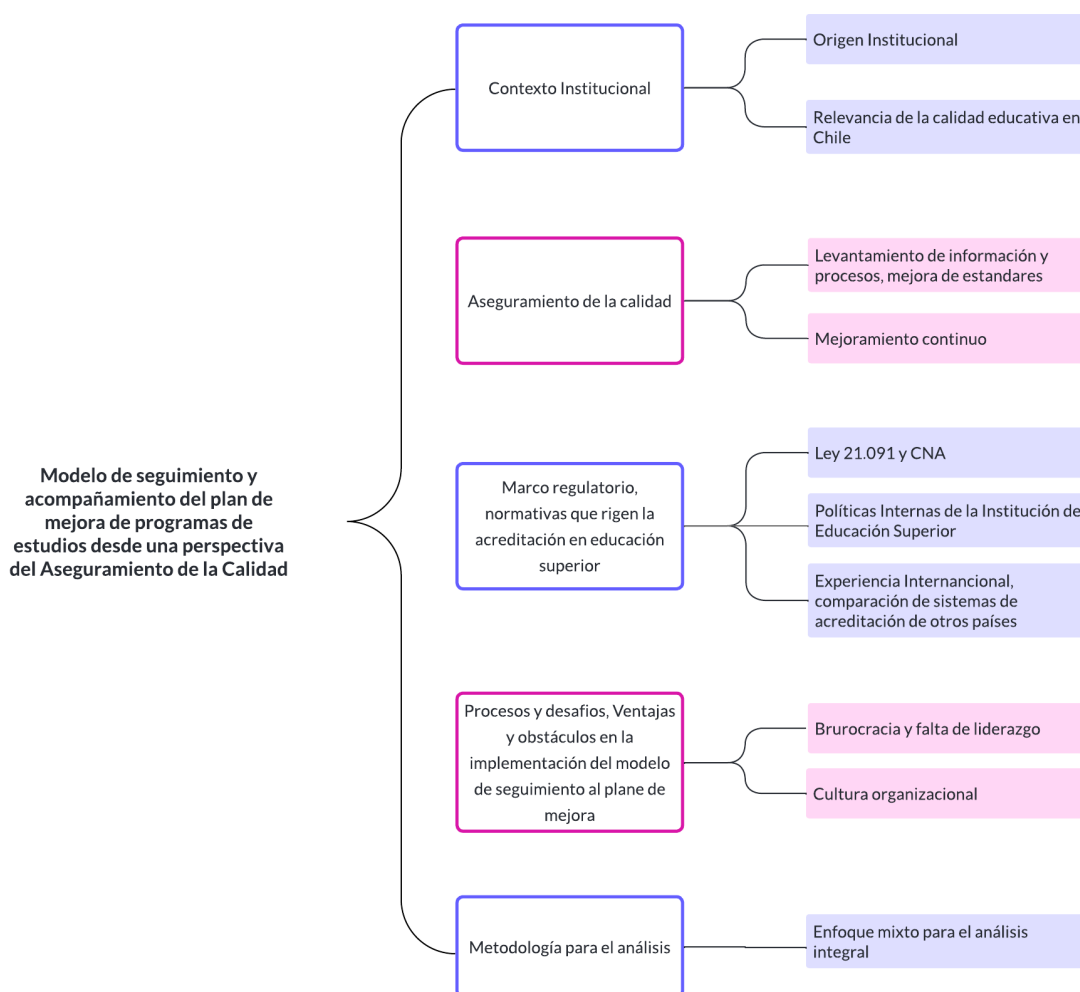 Modelo de seguimiento y
acompañamiento del plan de
mejora de programas de
estudios desde una perspectiva
del Aseguramiento de la Calidad
Contexto Institucional
Origen Institucional
Relevancia de la calidad educativa en
Chile
Aseguramiento de la calidad
Levantamiento de información y
procesos, mejora de estandares
Mejoramiento continuo
Marco regulatorio,
normativas que rigen la
acreditación en educación
superior
Ley 21.091 y CNA
Políticas Internas de la Institución de
Educación Superior
Experiencia Internancional,
comparación de sistemas de
acreditación de otros países
Procesos y desafios, Ventajas
y obstáculos en la
implementación del modelo
de seguimiento al plane de
mejora
Brurocracia y falta de liderazgo
Cultura organizacional
Metodología para el análisis
Enfoque mixto para el análisis
integral